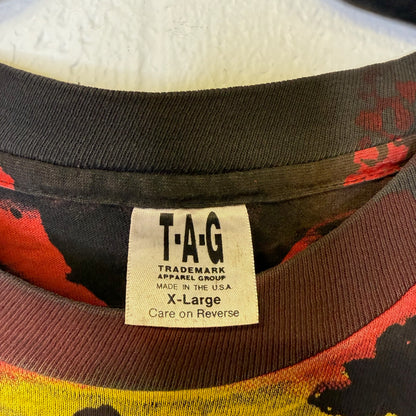 T·A·G
TRADEMARK
APPAREL GROUP
MADE IN THE U.S.A.
X-Large
Care on Reverse